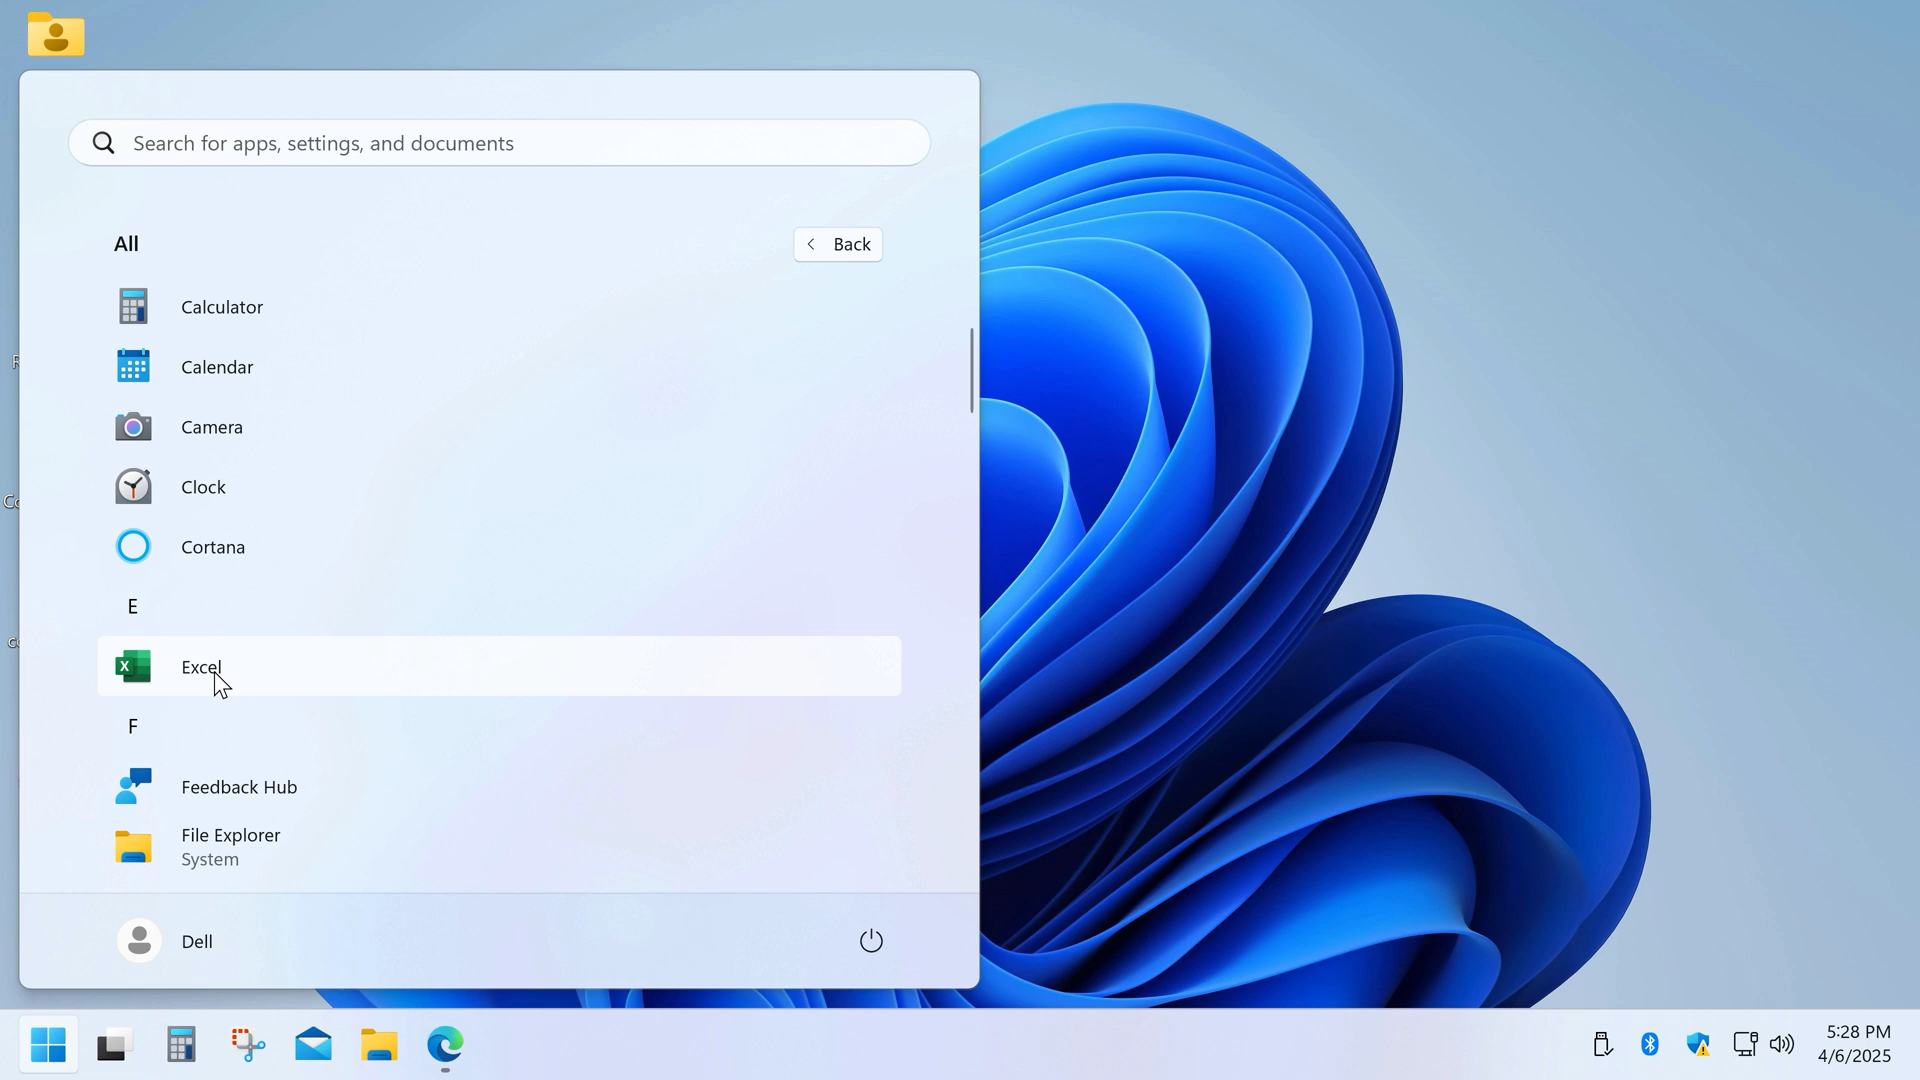 Search for apps, settings, and documents
All
Back
Calculator
Calendar
Camera
Clock
Cortana
E
Excel
F
Feedback Hub
File Explorer
System
Dell
5:28 PM
4/6/2025